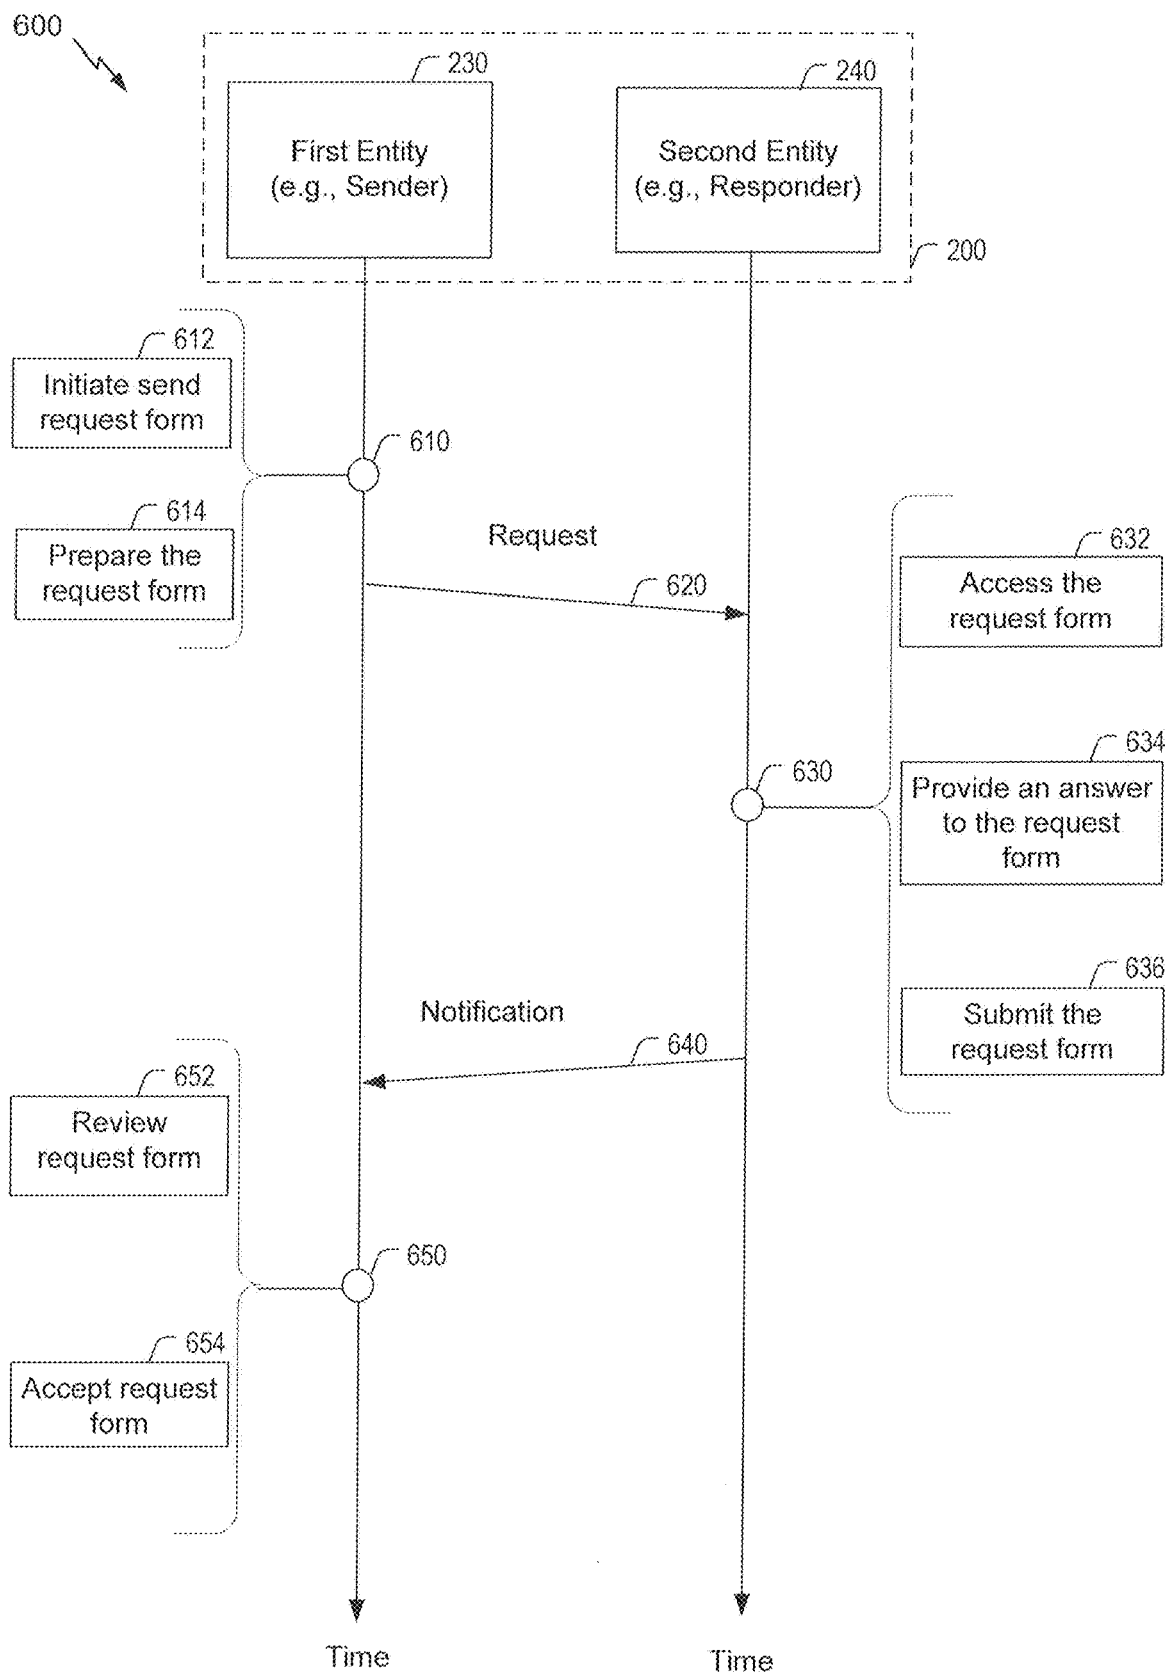 600
230
240
First Entity
(e.g., Sender)
Second Entity
(e.g., Responder)
200
612
Initiate send
request form
610
614
Prepare the
request form
Request
620
632
Access the
request form
630
634
Provide an answer
to the request
form
636
Submit the
request form
Notification
640
652
Review
request form
650
654
Accept request
form
Time
Time